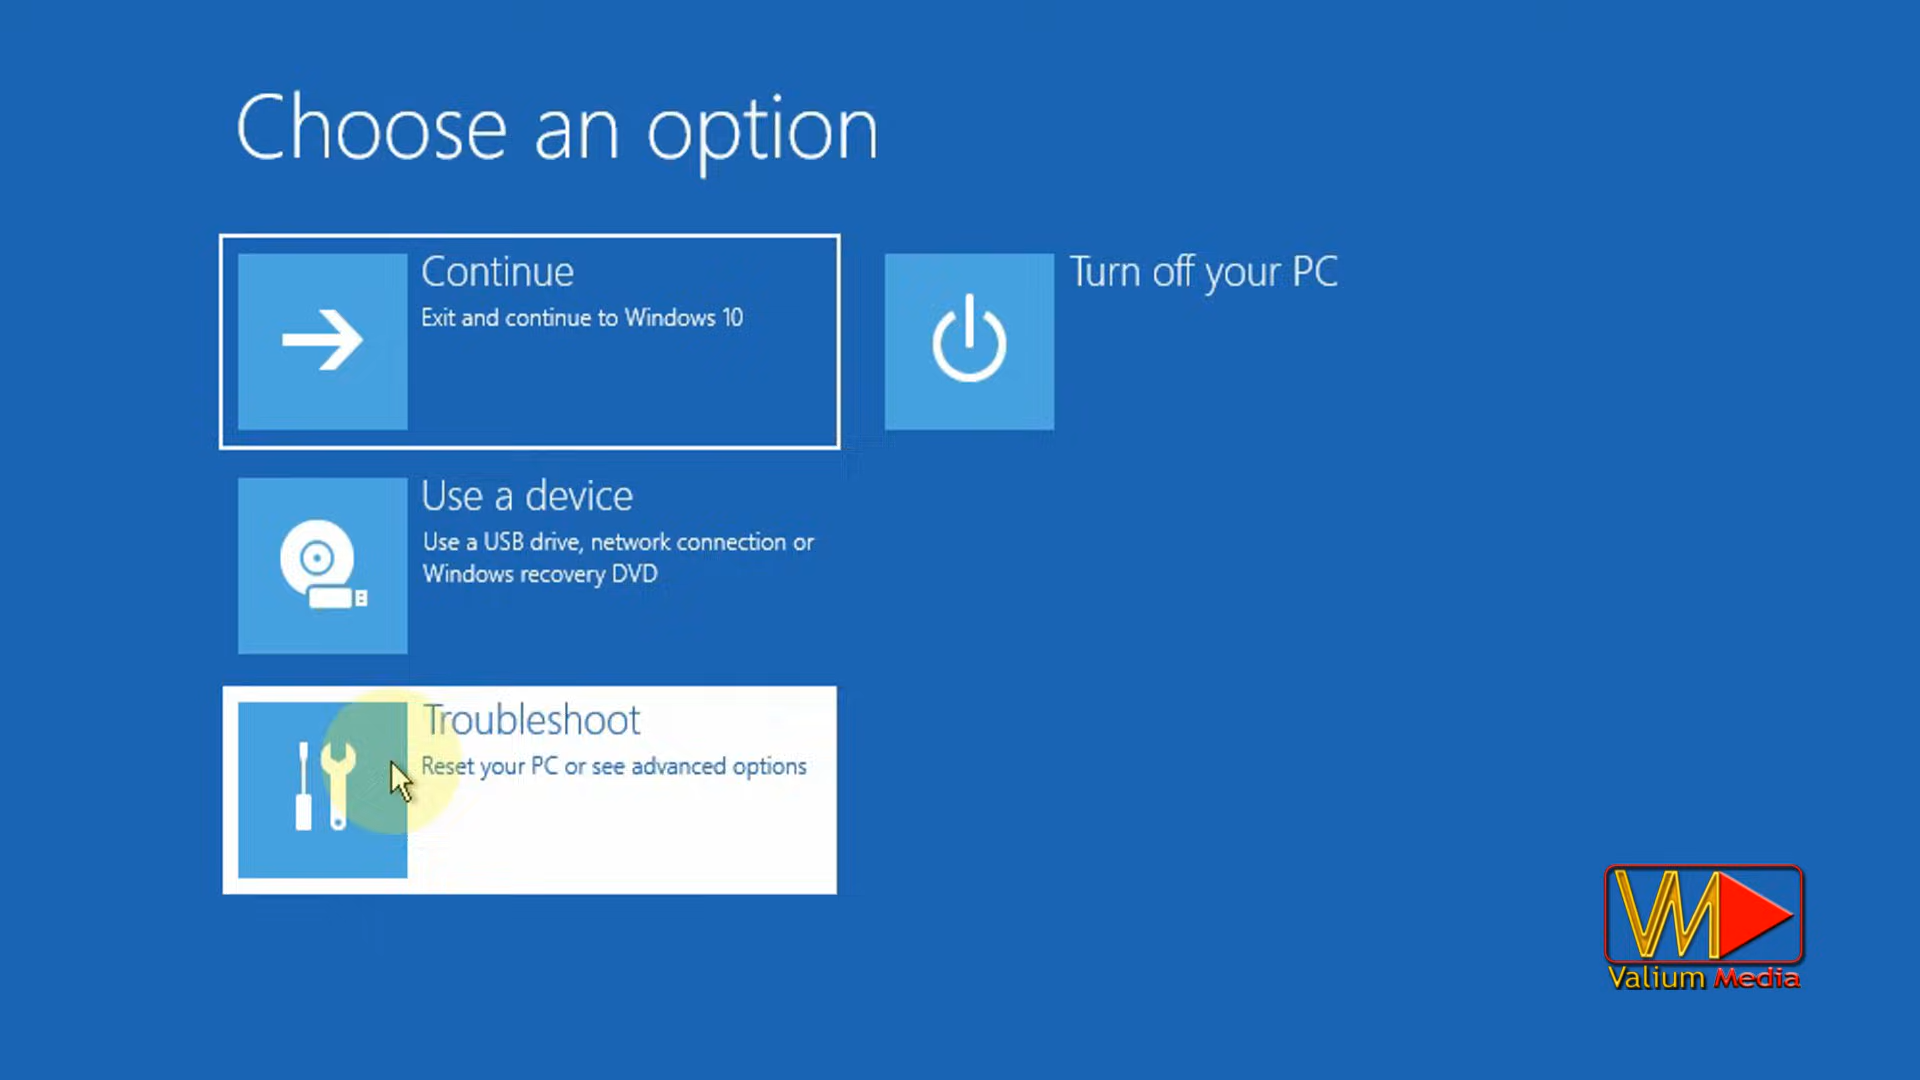 Choose an option
Continue
Exit and continue to Windows 10
Turn off your PC
Use a device
Use a USB drive, network connection or
Windows recovery DVD
Troubleshoot
Reset your PC or see advanced options
VM
Valium Media